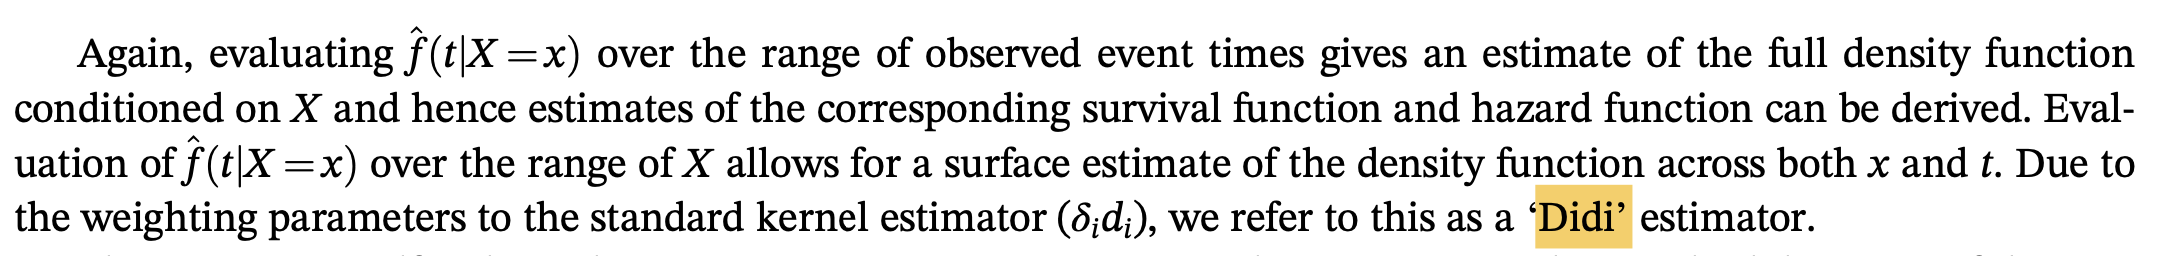 Again, evaluating f̂(t|X=x) over the range of observed event times gives an estimate of the full density function
conditioned on X and hence estimates of the corresponding survival function and hazard function can be derived. Eval-
uation of f̂(t|X=x) over the range of X allows for a surface estimate of the density function across both x and t. Due to
the weighting parameters to the standard kernel estimator (δᵢdᵢ), we refer to this as a ‘Didi’ estimator.